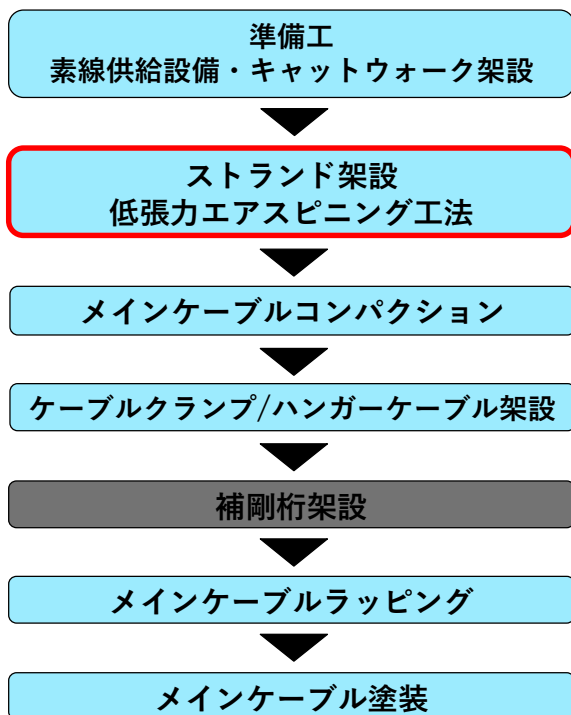 準備工
素線供給設備・キャットウォーク架設
ストランド架設
低張力エアスピニング工法
メインケーブルコンパクション
ケーブルクランプ/ハンガーケーブル架設
補剛桁架設
メインケーブルラッピング
メインケーブル塗装